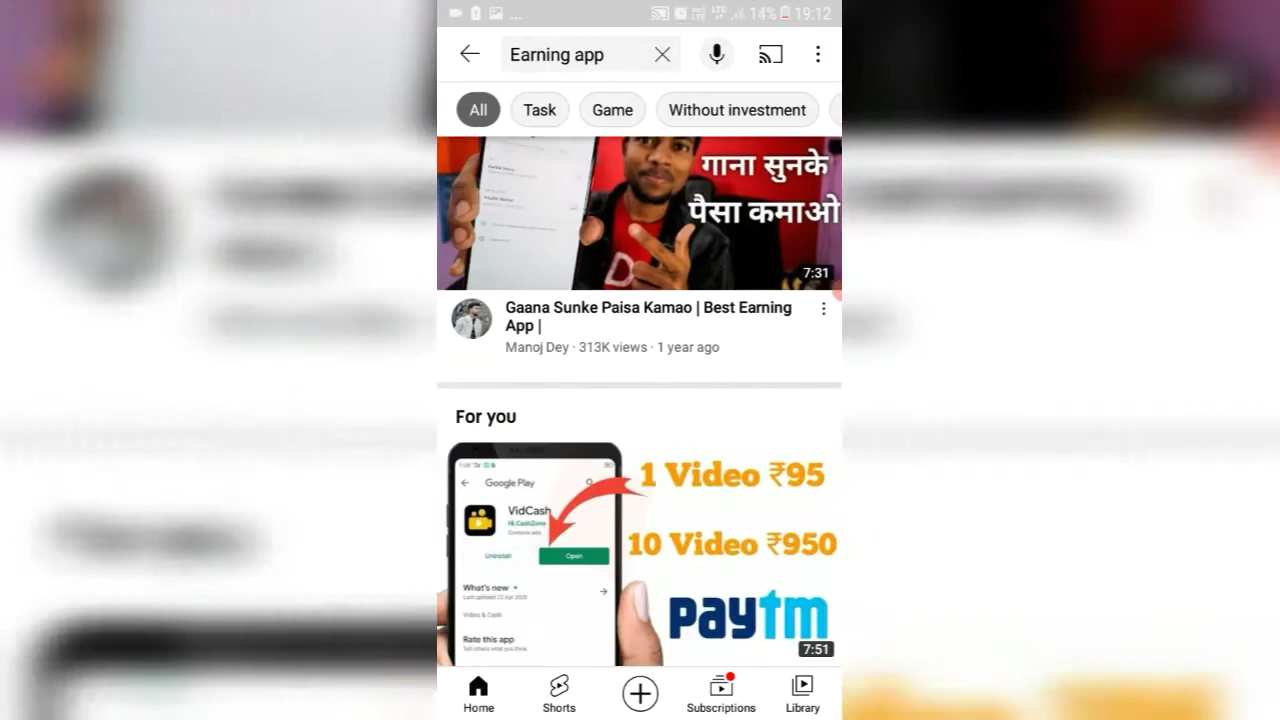 14% 19:12
Earning app
All
Task
Game
Without investment
गाना सुनके
पैसा कमाओ
7:31
Gaana Sunke Paisa Kamao | Best Earning
App |
Manoj Dey · 313K views · 1 year ago
For you
Google Play
VidCash
Uninstall
Open
What's new
Video & Cash
Rate this app
1 Video ₹95
10 Video ₹950
paytm
7:51
Home
Shorts
Subscriptions
Library